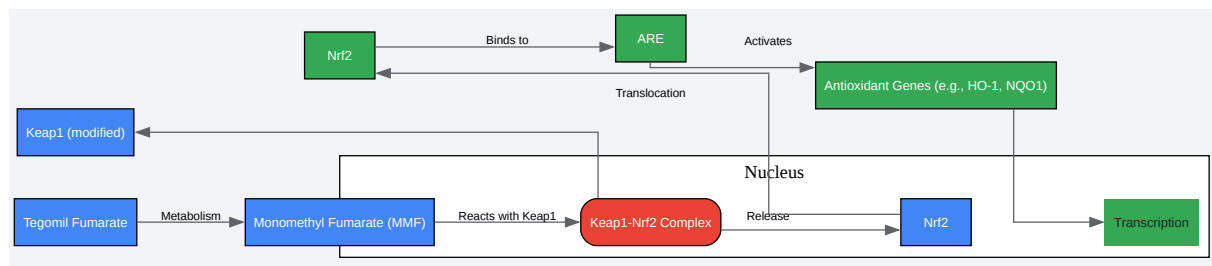 Nrf2
Binds to
ARE
Activates
Antioxidant Genes (e.g., HO-1, NQO1)
Translocation
Keap1 (modified)
Nucleus
Tegomil Fumarate
Metabolism
Monomethyl Fumarate (MMF)
Reacts with Keap1
Keap1-Nrf2 Complex
Release
Nrf2
Transcription